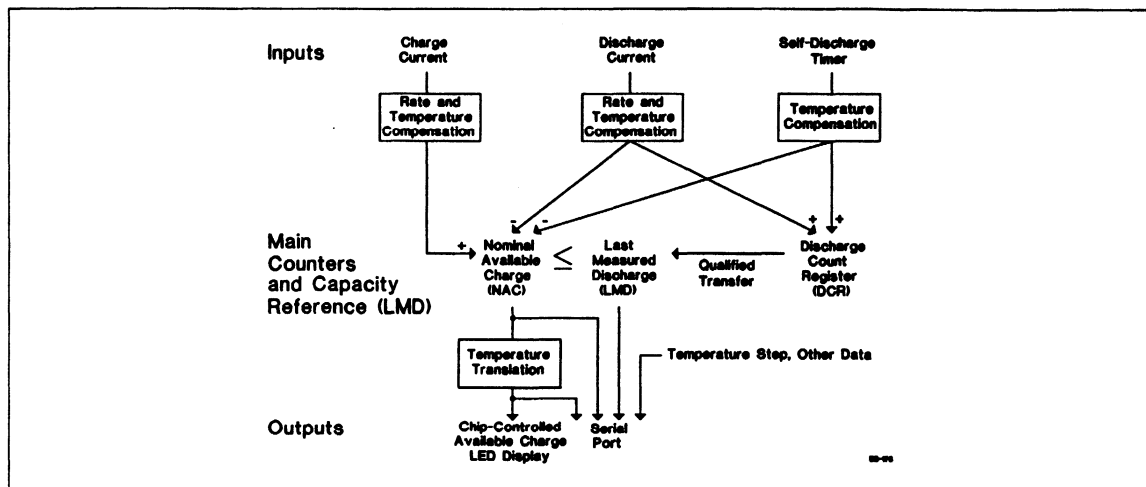 Inputs
Charge
Current
Discharge
Current
Self-Discharge
Timer
Rate and
Temperature
Compensation
Rate and
Temperature
Compensation
Temperature
Compensation
- -
+ +
Main
Counters
and Capacity
Reference (LMD)
+
Nominal
Available
Charge
(NAC)
≤
Last
Measured
Discharge
(LMD)
Qualified
Transfer
Discharge
Count
Register
(DCR)
Temperature
Translation
Temperature Step, Other Data
Outputs
Chip-Controlled
Available Charge
LED Display
Serial
Port